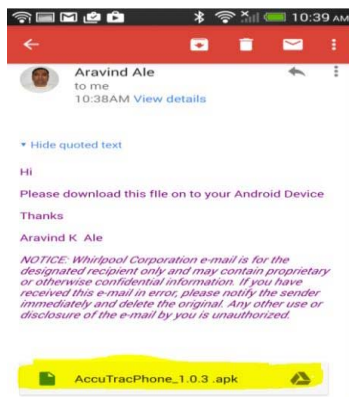 10:39 AM
Aravind Ale
to me
10:38AM View details
Hide quoted text
Hi
Please download this file on to your Android Device
Thanks
Aravind K Ale
NOTICE: Whirlpool Corporation e-mail is for the
designated recipient only and may contain proprietary
or otherwise confidential information. If you have
received this e-mail in error, please notify the sender
immediately and delete the original. Any other use or
disclosure of the e-mail by you is unauthorized.
AccuTracPhone_1.0.3 .apk